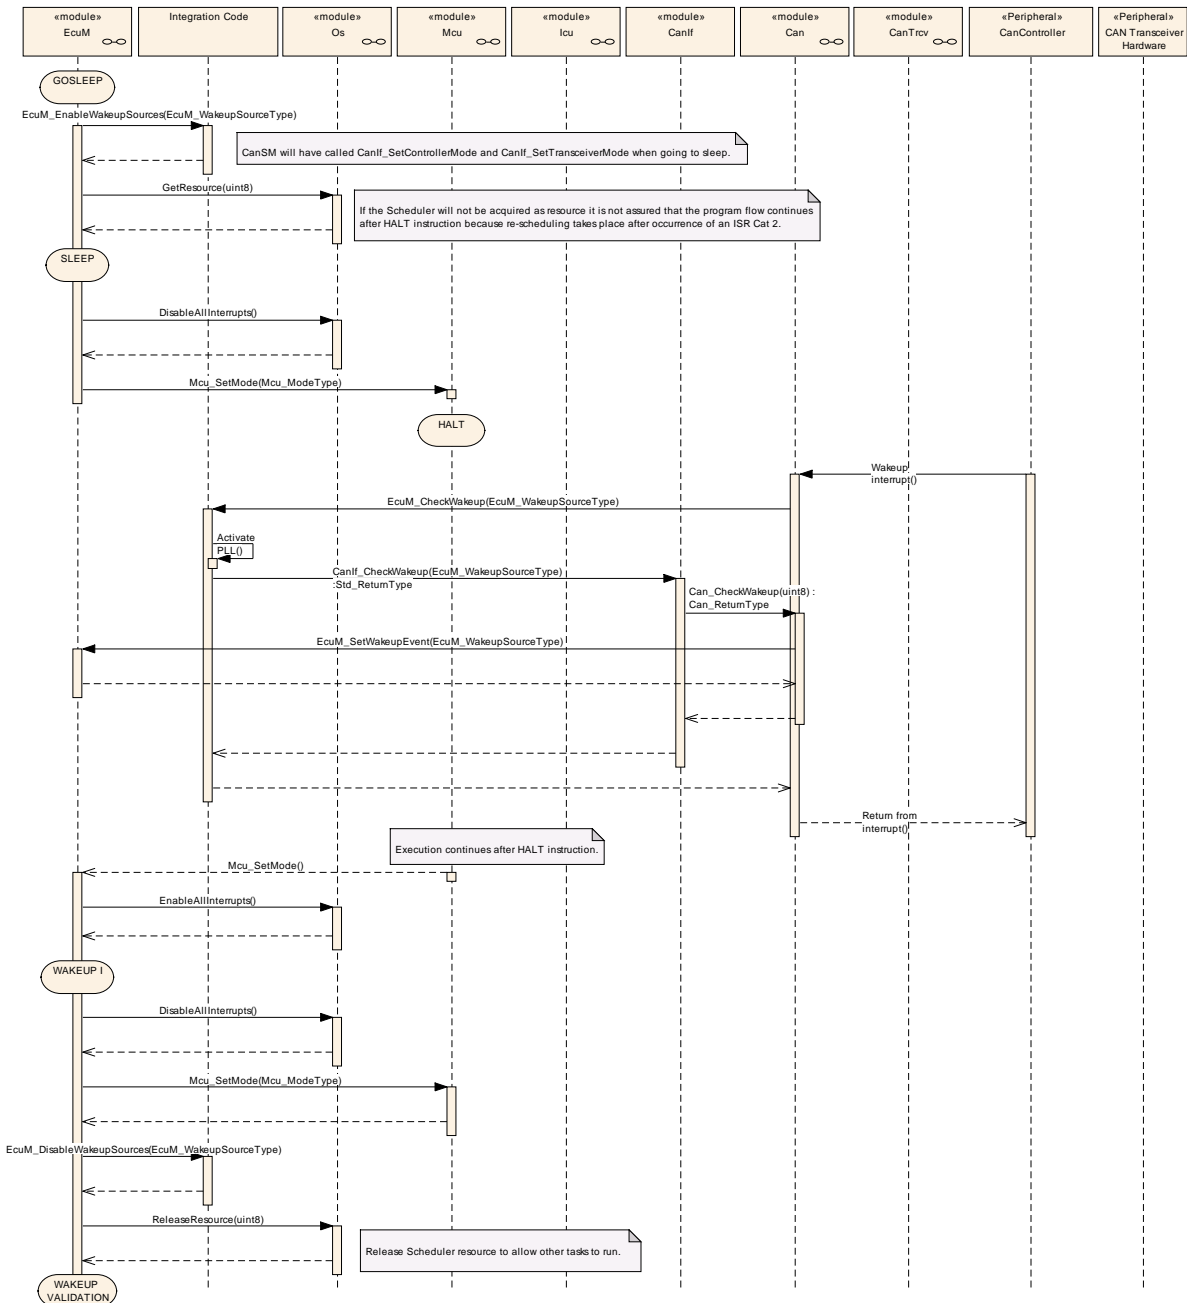 «module»
EcuM
Integration Code
«module»
Os
«module»
Mcu
«module»
Icu
«module»
CanIf
«module»
Can
«module»
CanTrcv
«Peripheral»
CanController
«Peripheral»
CAN Transceiver
Hardware
GOSLEEP
EcuM_EnableWakeupSources(EcuM_WakeupSourceType)
CanSM will have called CanIf_SetControllerMode and CanIf_SetTransceiverMode when going to sleep.
GetResource(uint8)
If the Scheduler will not be acquired as resource it is not assured that the program flow continues
after HALT instruction because re-scheduling takes place after occurrence of an ISR Cat 2.
SLEEP
DisableAllInterrupts()
Mcu_SetMode(Mcu_ModeType)
HALT
Wakeup
interrupt()
EcuM_CheckWakeup(EcuM_WakeupSourceType)
Activate
PLL()
CanIf_CheckWakeup(EcuM_WakeupSourceType)
:Std_ReturnType
Can_CheckWakeup(uint8) :
Can_ReturnType
EcuM_SetWakeupEvent(EcuM_WakeupSourceType)
Return from
interrupt()
Execution continues after HALT instruction.
Mcu_SetMode()
EnableAllInterrupts()
WAKEUP I
DisableAllInterrupts()
Mcu_SetMode(Mcu_ModeType)
EcuM_DisableWakeupSources(EcuM_WakeupSourceType)
ReleaseResource(uint8)
Release Scheduler resource to allow other tasks to run.
WAKEUP
VALIDATION